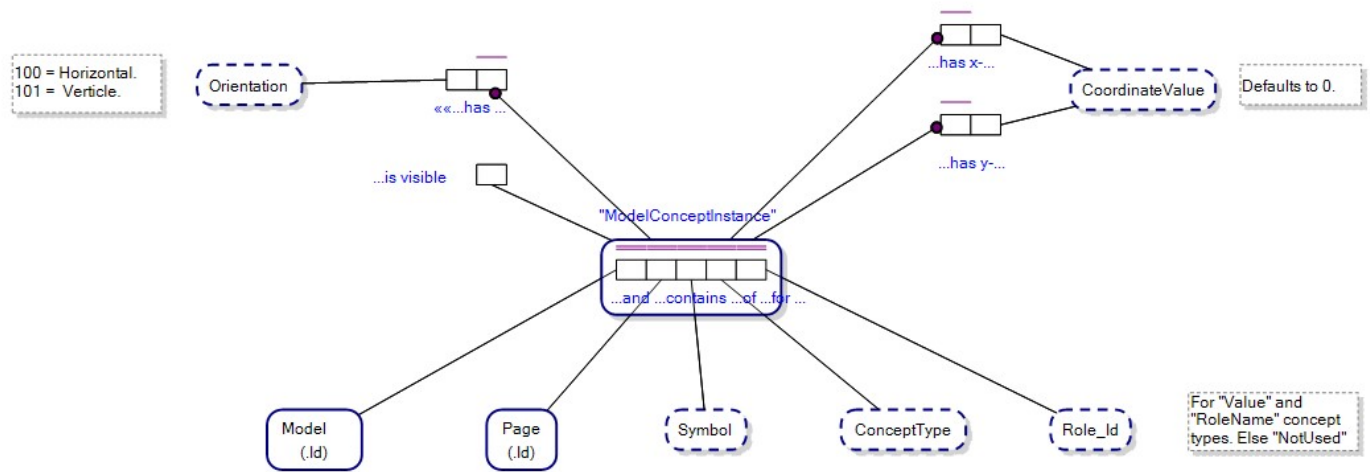 100 = Horizontal.
101 = Verticle.
Orientation
««...has ...
...has x-...
CoordinateValue
Defaults to 0.
...has y-...
...is visible
"ModelConceptInstance"
...and ...contains ...of ...for ...
Model
(.Id)
Page
(.Id)
Symbol
ConceptType
Role_Id
For "Value" and
"RoleName" concept
types. Else "NotUsed"